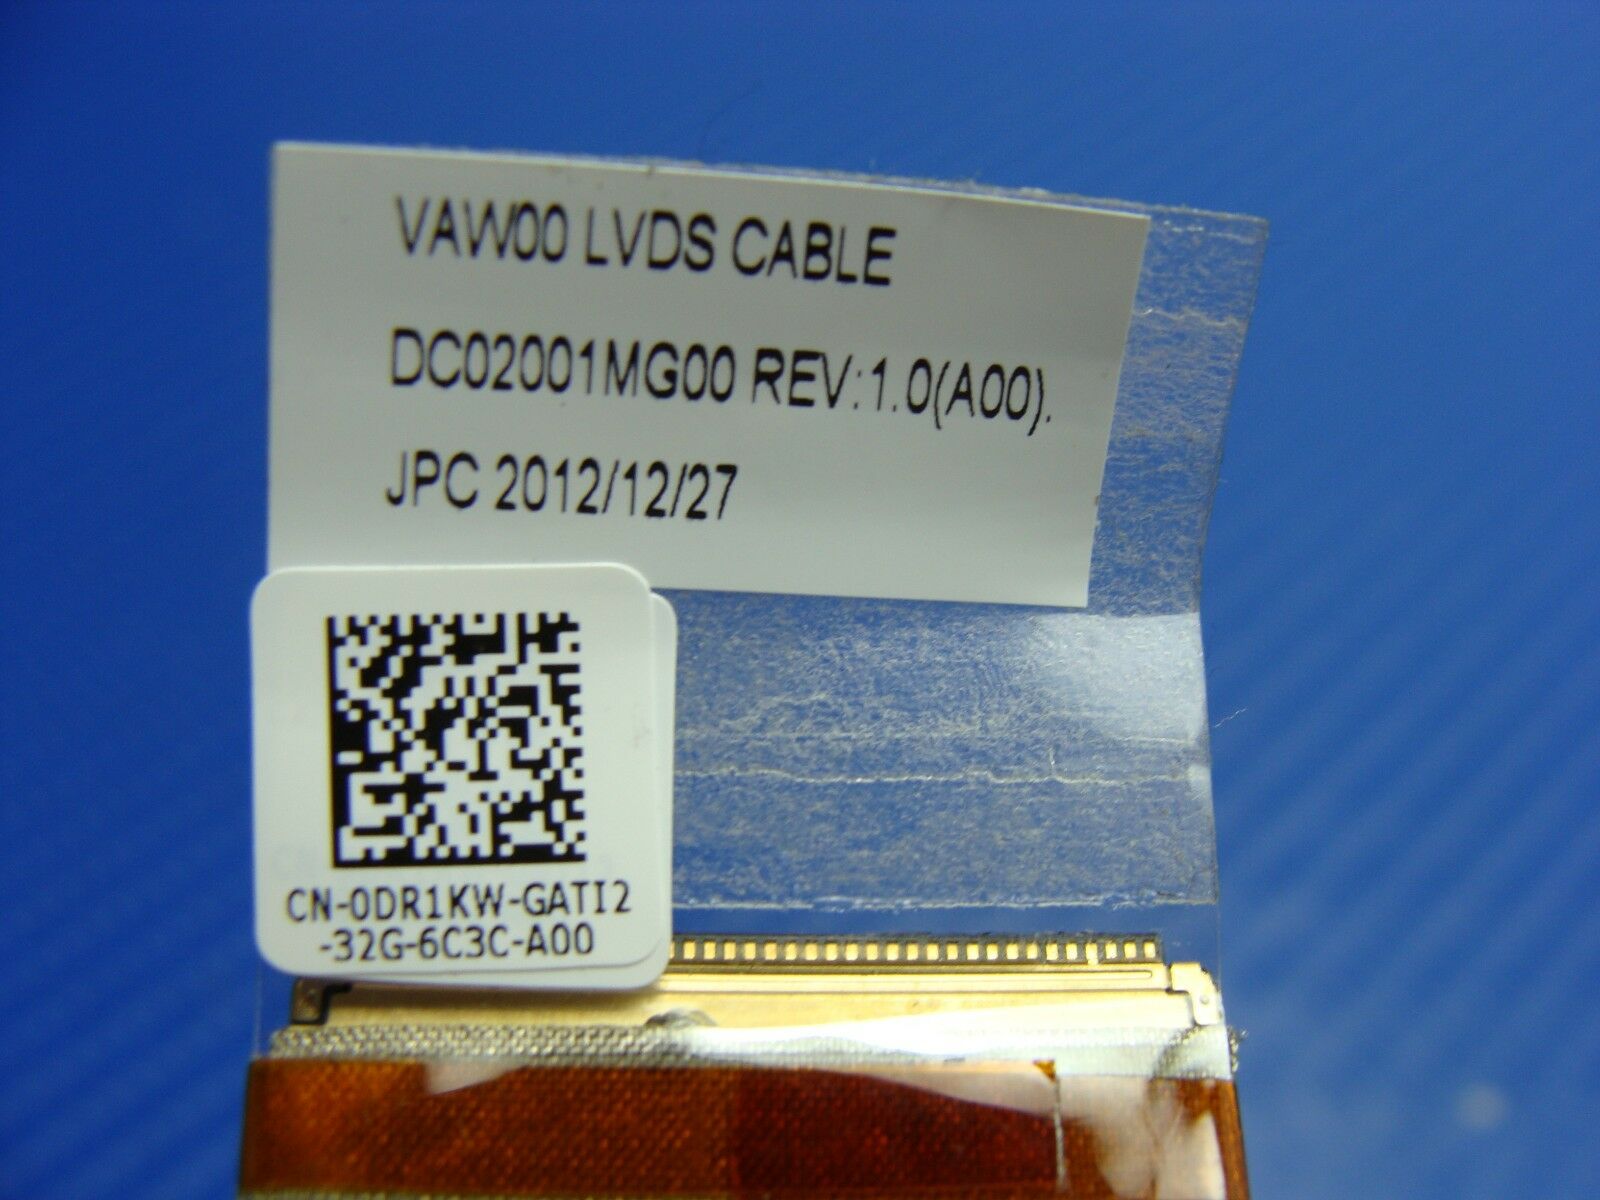 VAW00 LVDS CABLE
DC02001MG00 REV:1.0(A00).
JPC 2012/12/27
CN-0DR1KW-GATI2
-32G-6C3C-A00